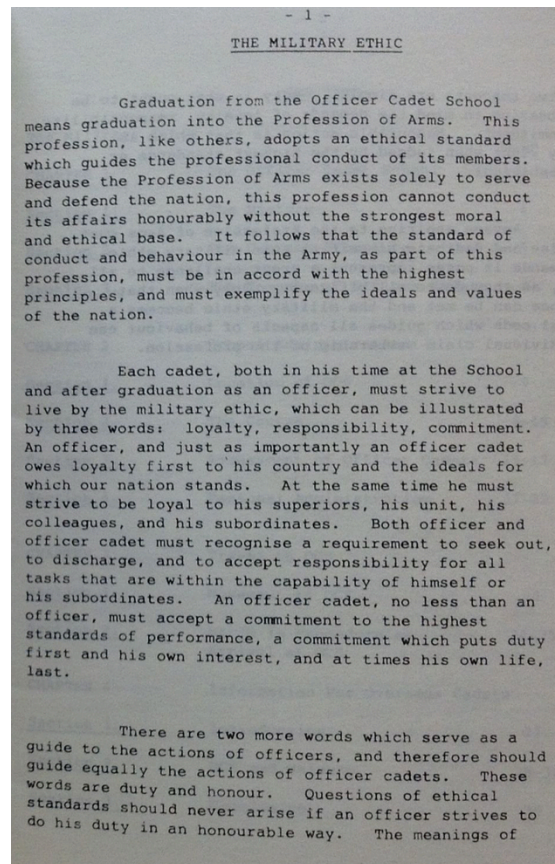 - 1 -
THE MILITARY ETHIC
Graduation from the Officer Cadet School
means graduation into the Profession of Arms. This
profession, like others, adopts an ethical standard
which guides the professional conduct of its members.
Because the Profession of Arms exists solely to serve
and defend the nation, this profession cannot conduct
its affairs honourably without the strongest moral
and ethical base. It follows that the standard of
conduct and behaviour in the Army, as part of this
profession, must be in accord with the highest
principles, and must exemplify the ideals and values
of the nation.
Each cadet, both in his time at the School
and after graduation as an officer, must strive to
live by the military ethic, which can be illustrated
by three words: loyalty, responsibility, commitment.
An officer, and just as importantly an officer cadet
owes loyalty first to his country and the ideals for
which our nation stands. At the same time he must
strive to be loyal to his superiors, his unit, his
colleagues, and his subordinates. Both officer and
officer cadet must recognise a requirement to seek out,
to discharge, and to accept responsibility for all
tasks that are within the capability of himself or
his subordinates. An officer cadet, no less than an
officer, must accept a commitment to the highest
standards of performance, a commitment which puts duty
first and his own interest, and at times his own life,
last.
There are two more words which serve as a
guide to the actions of officers, and therefore should
guide equally the actions of officer cadets. These
words are duty and honour. Questions of ethical
standards should never arise if an officer strives to
do his duty in an honourable way. The meanings of